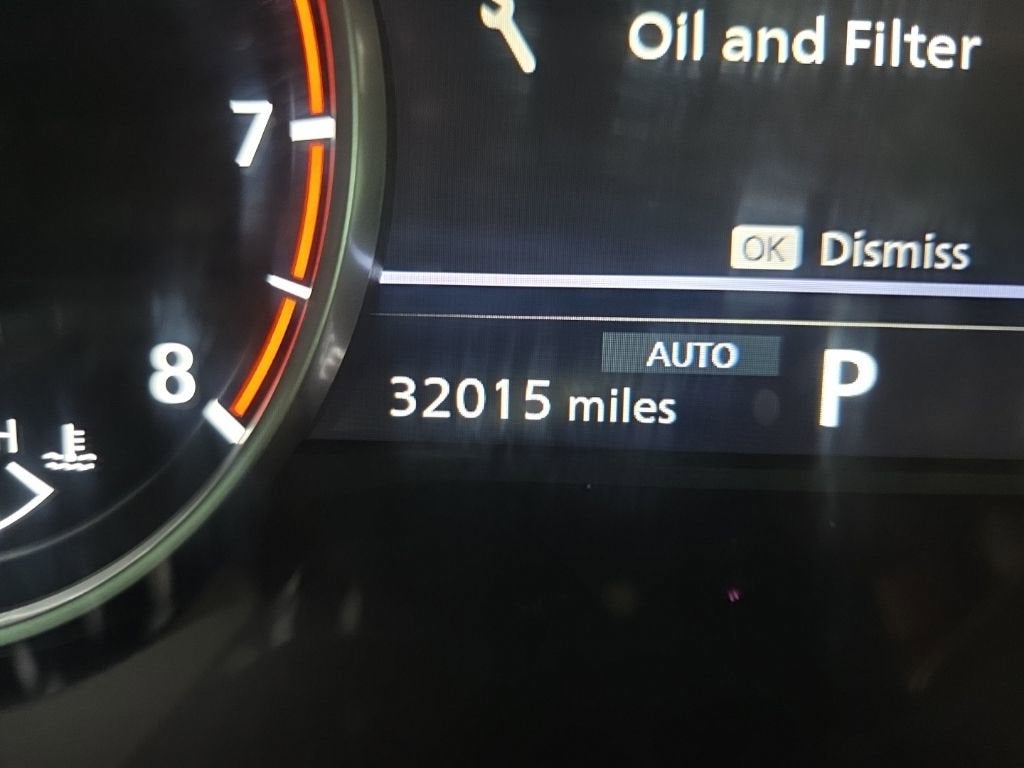 Oil and Filter
7
OK Dismiss
AUTO
8
32015 miles P
H